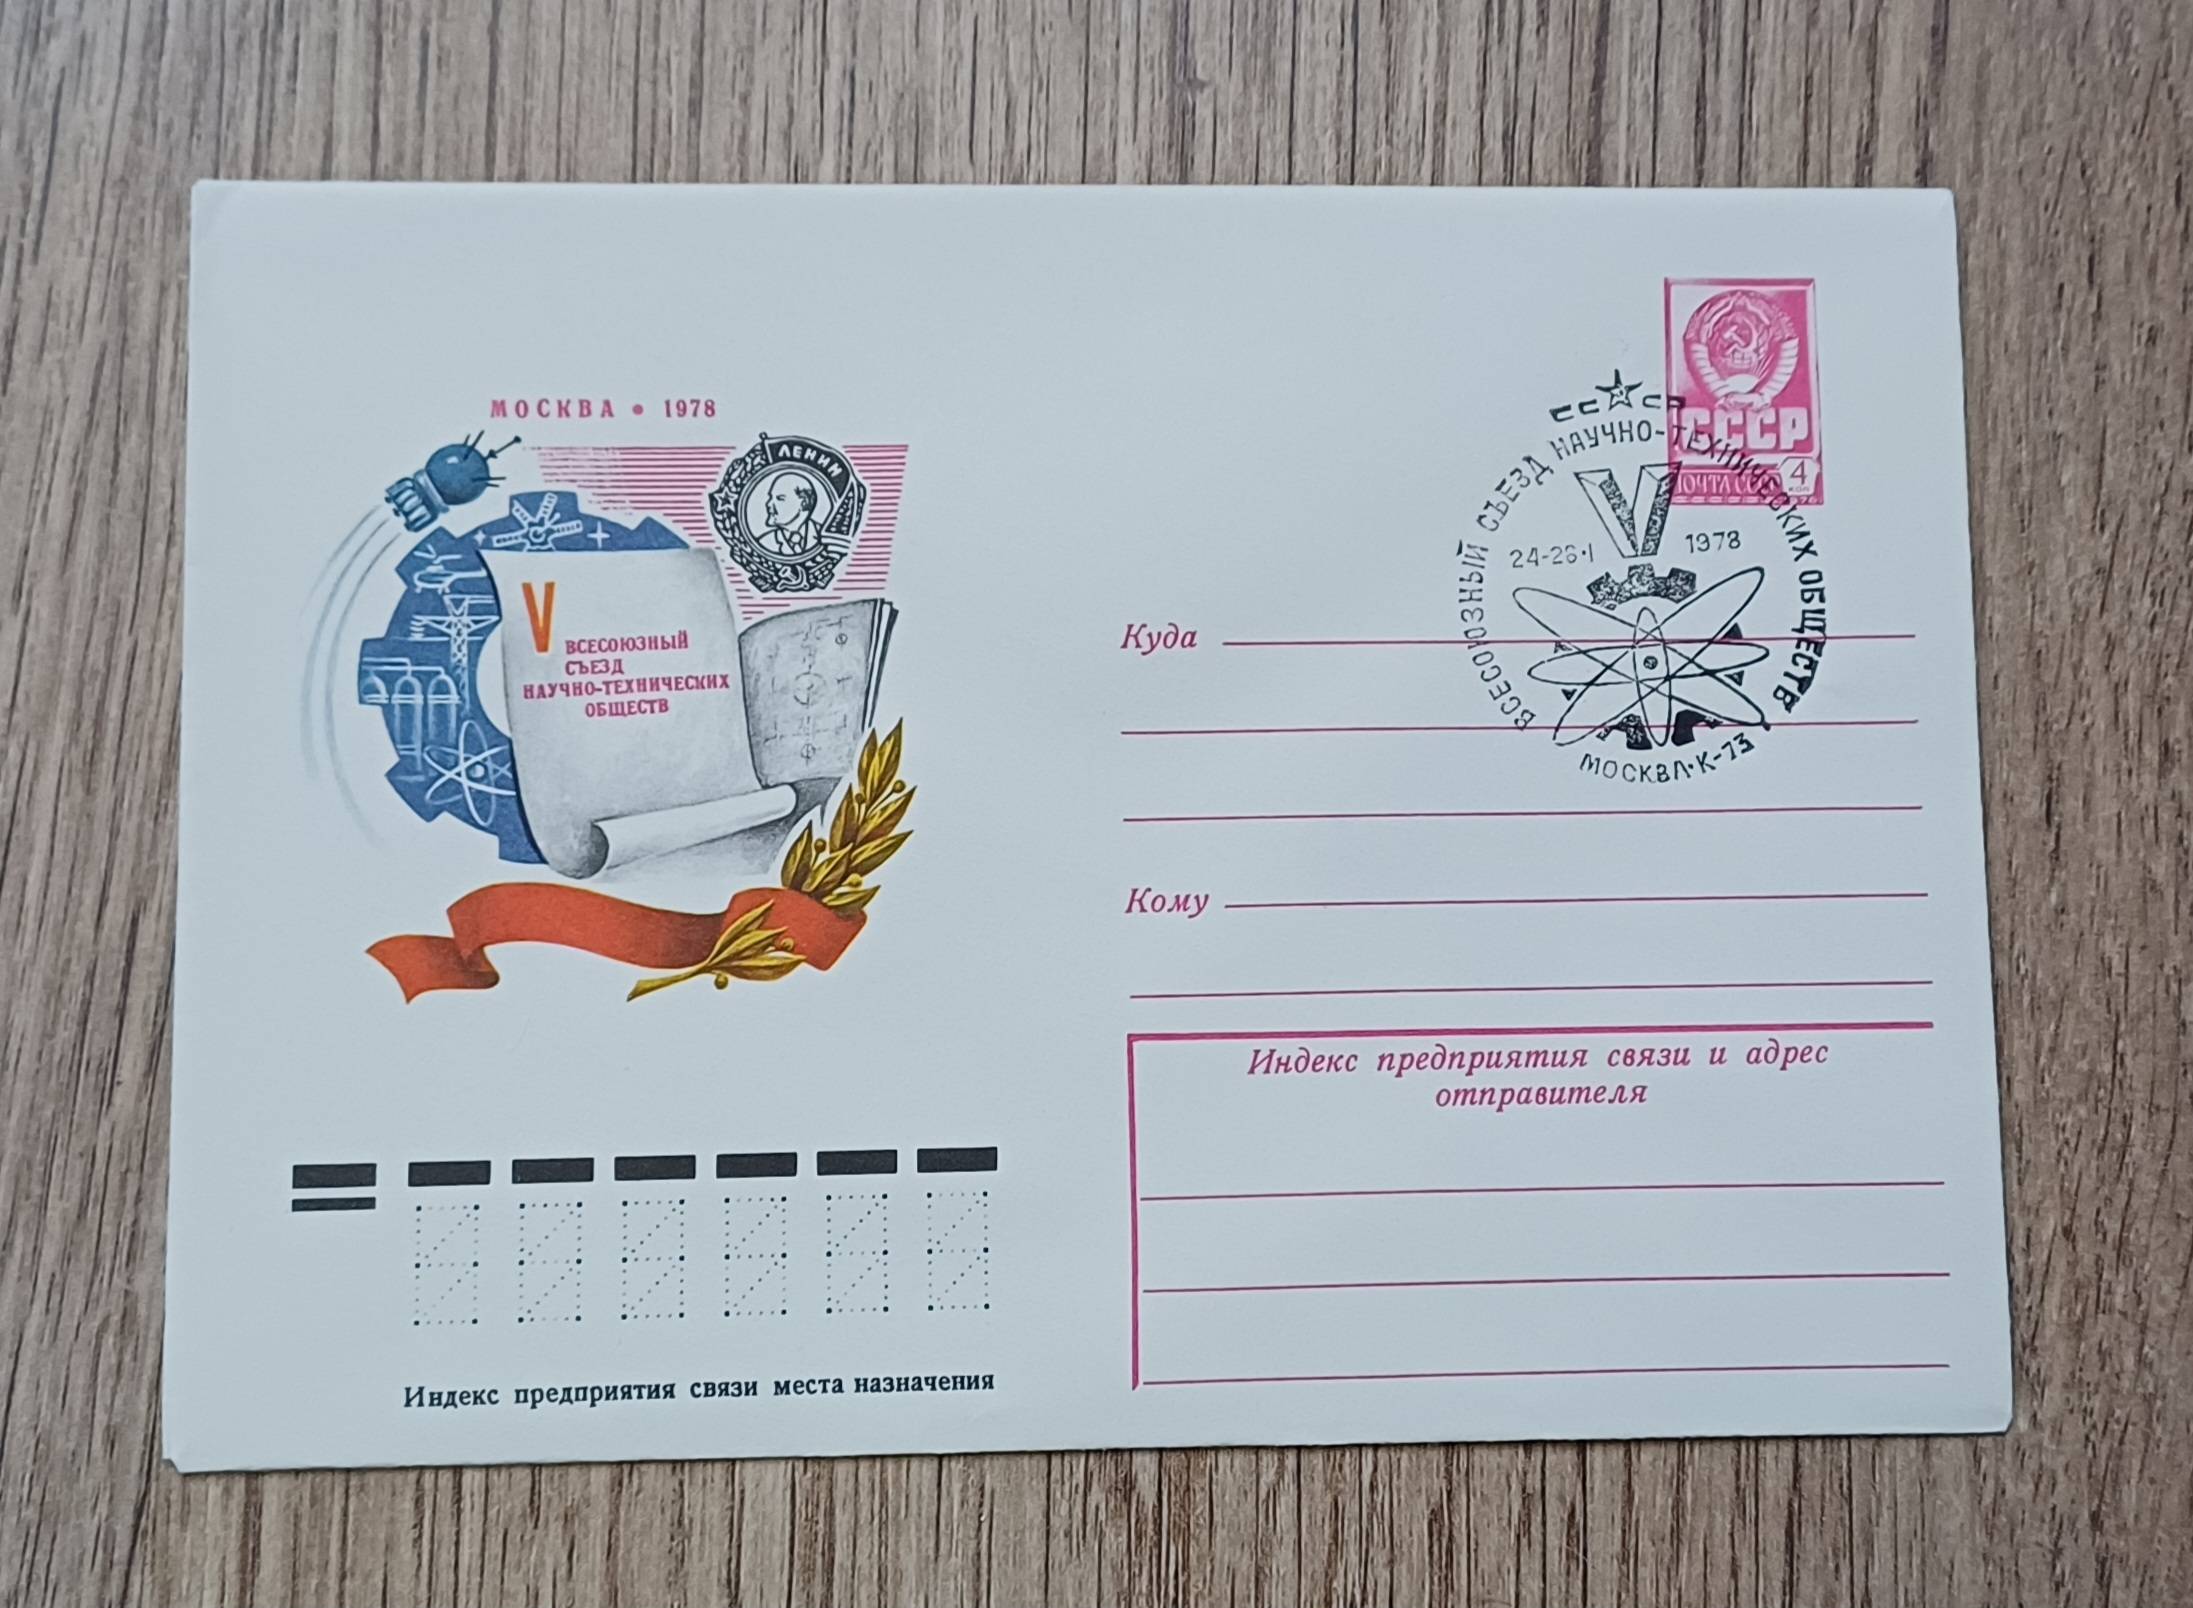 МОСКВА • 1978
ЛЕНИН
V ВСЕСОЮЗНЫЙ
СЪЕЗД
НАУЧНО-ТЕХНИЧЕСКИХ
ОБЩЕСТВ
СССР
ПОЧТА
4
КОП
СССР
ВСЕСОЮЗНЫЙ СЪЕЗД НАУЧНО-ТЕХНИЧЕСКИХ ОБЩЕСТВ
V
24-26·I 1978
МОСКВА·К-73
Куда
Кому
Индекс предприятия связи и адрес
отправителя
Индекс предприятия связи места назначения